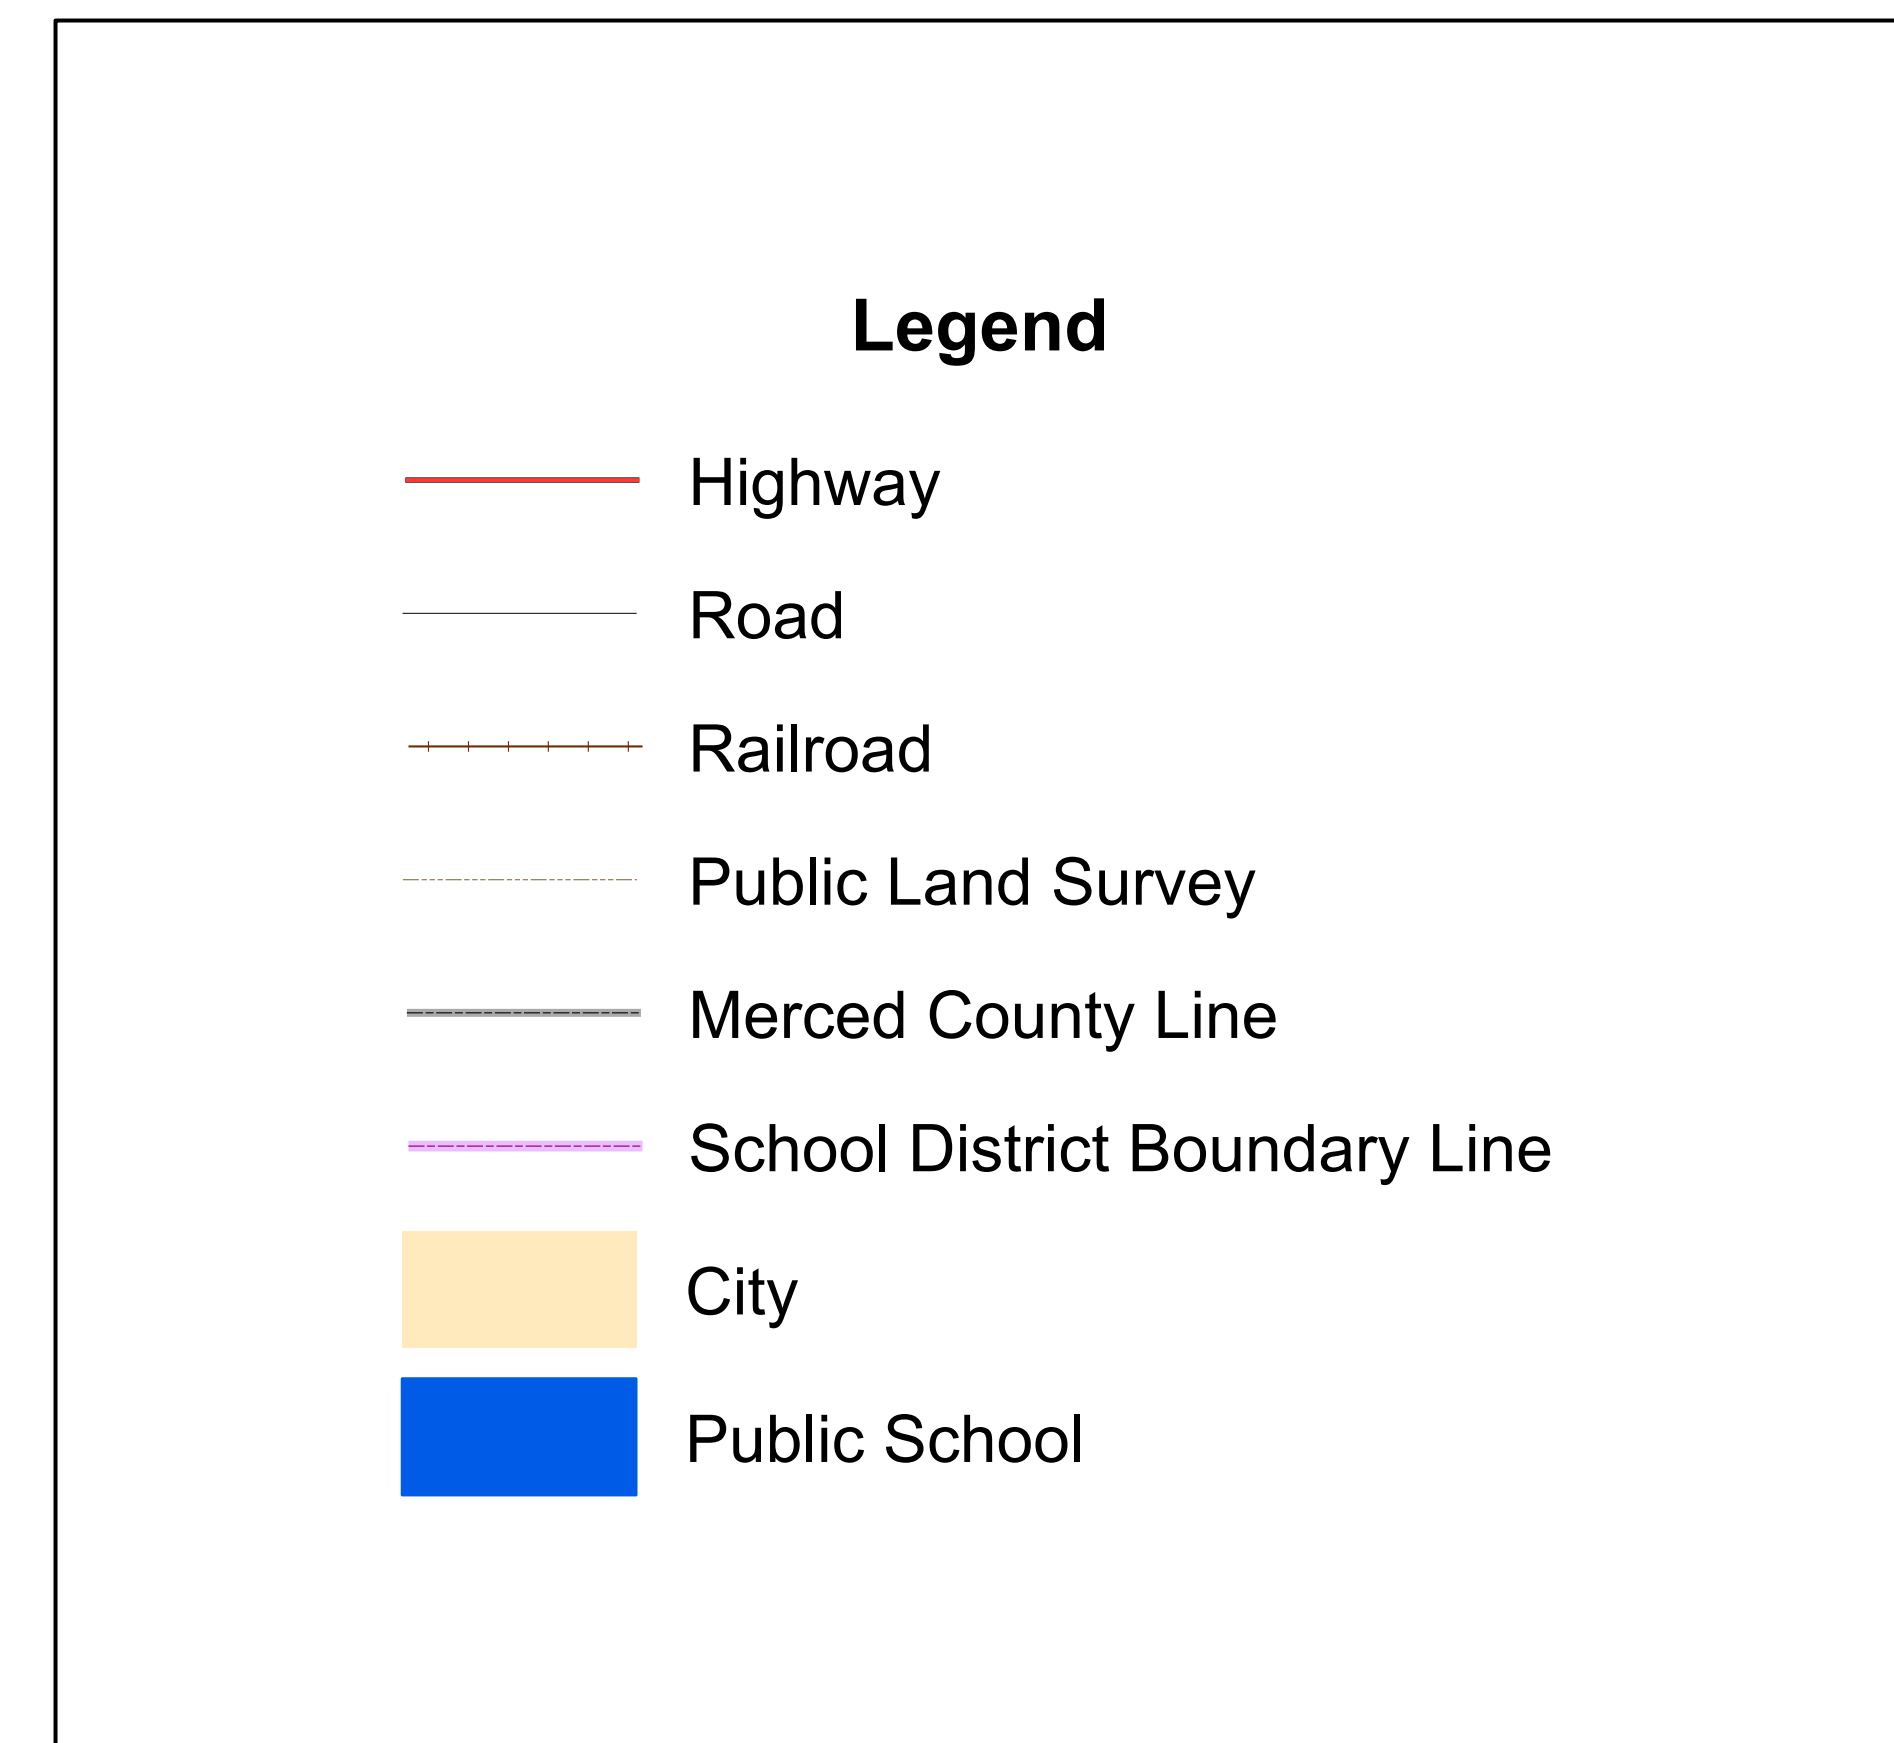 Legend
Highway
Road
Railroad
Public Land Survey
Merced County Line
School District Boundary Line
City
Public School